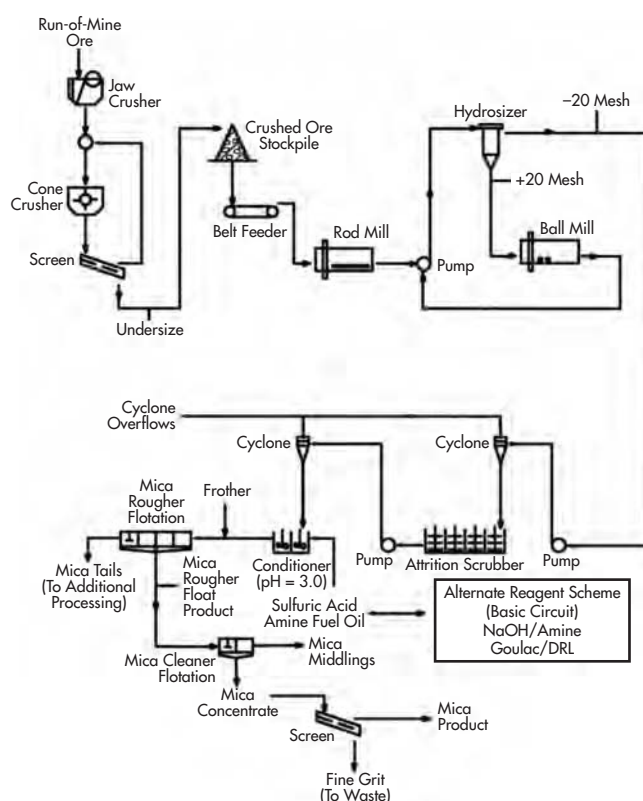 Run-of-Mine
Ore
Jaw
Crusher
Cone
Crusher
Screen
Undersize
Crushed Ore
Stockpile
Belt Feeder
Rod Mill
Pump
Hydrosizer
–20 Mesh
+20 Mesh
Ball Mill
Cyclone
Overflows
Cyclone
Cyclone
Mica
Rougher
Flotation
Frother
Mica Tails
(To Additional
Processing)
Mica
Rougher
Float
Product
Conditioner
(pH = 3.0)
Pump
Attrition Scrubber
Pump
Sulfuric Acid
Amine Fuel Oil
Alternate Reagent Scheme
(Basic Circuit)
NaOH/Amine
Goulac/DRL
Mica Cleaner
Flotation
Mica
Middlings
Mica
Concentrate
Screen
Mica
Product
Fine Grit
(To Waste)